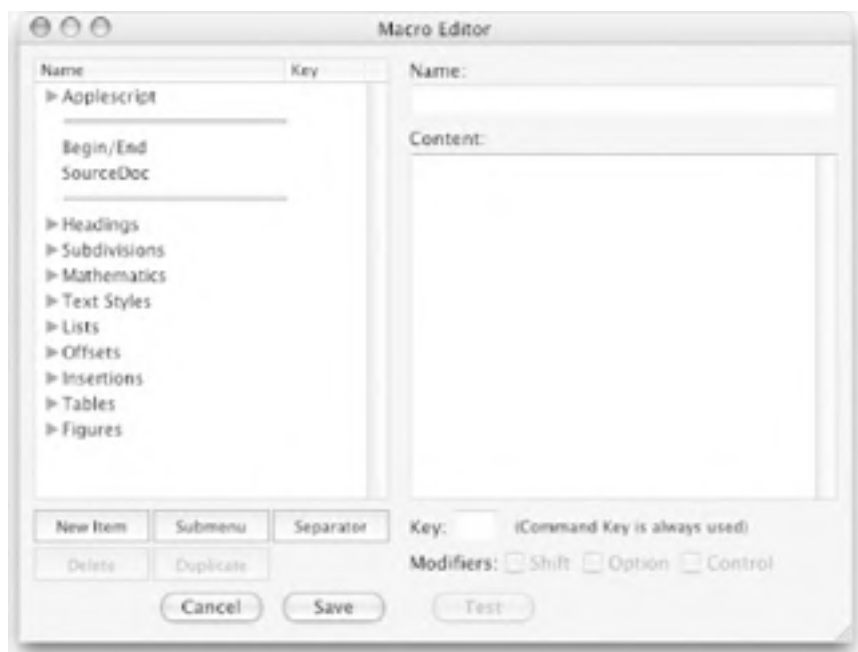 Macro Editor
Name Key
Applescript
Begin/End
SourceDoc
Headings
Subdivisions
Mathematics
Text Styles
Lists
Offsets
Insertions
Tables
Figures
Name:
Content:
New Item Submenu Separator
Delete Duplicate
Key: (Command Key is always used)
Modifiers: Shift Option Control
Cancel Save Test